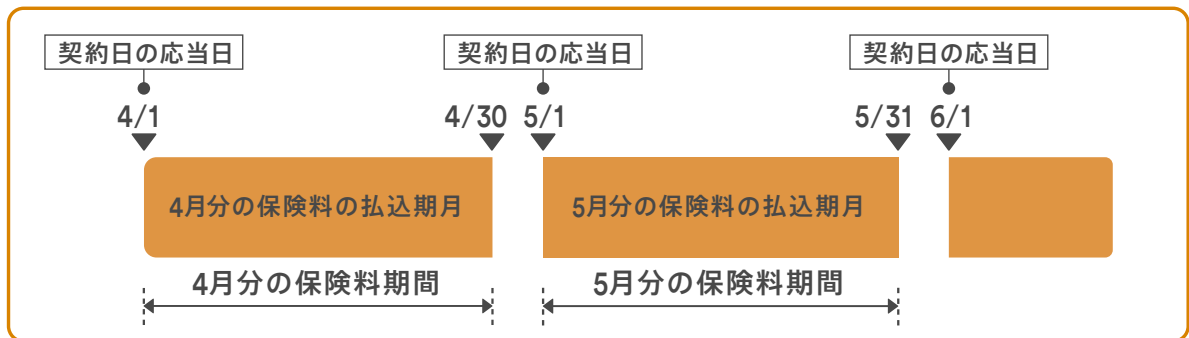 契約日の応当日 契約日の応当日 契約日の応当日
4/1 4/30 5/1 5/31 6/1
4月分の保険料の払込期月 5月分の保険料の払込期月
4月分の保険料期間 5月分の保険料期間